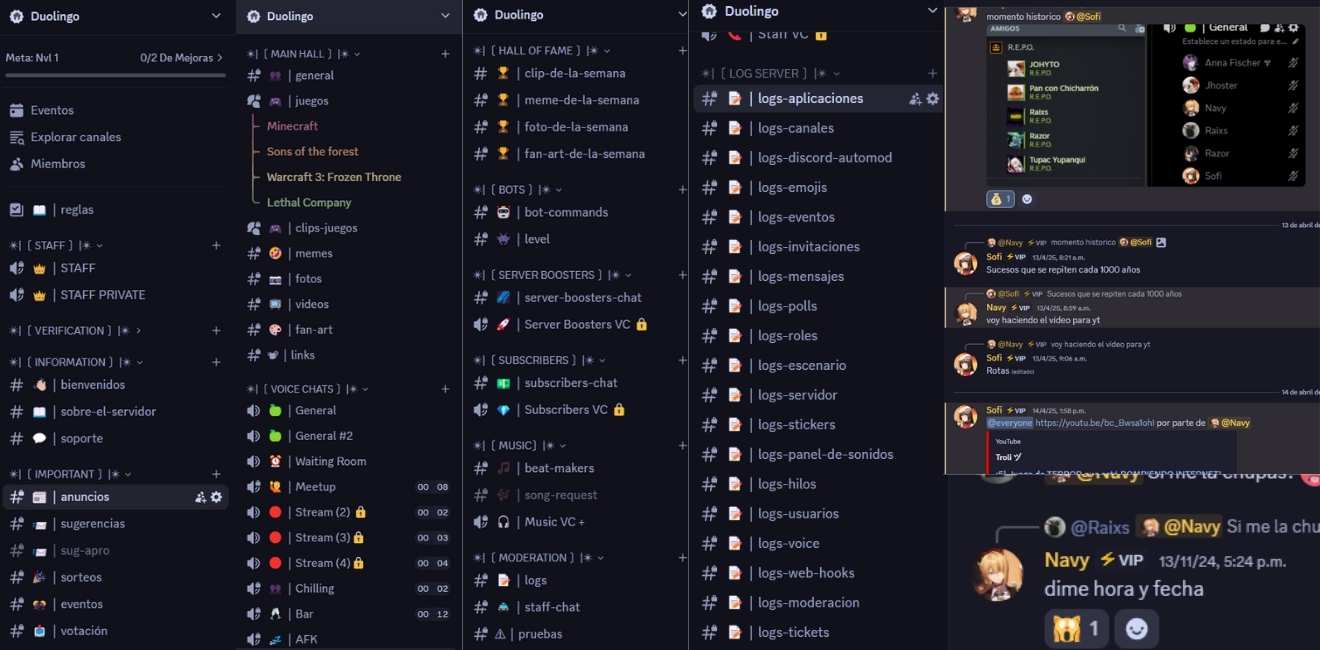 Duolingo
Meta: Nvl 1
0/2 De Mejoras >
Eventos
Explorar canales
Miembros
| reglas
✳| [ STAFF ] |✳
| STAFF
| STAFF PRIVATE
✳| [ VERIFICATION ] |✳ >
✳| [ INFORMATION ] |✳
# | bienvenidos
# | sobre-el-servidor
# | soporte
✳| [ IMPORTANT ] |✳
# | anuncios
# | sugerencias
# | sug-apro
# | sorteos
# | eventos
# | votación
Duolingo
✳| [ MAIN HALL ] |✳
# | general
| juegos
Minecraft
Sons of the forest
Warcraft 3: Frozen Throne
Lethal Company
| clips-juegos
# | memes
# | fotos
# | videos
# | fan-art
# | links
✳| [ VOICE CHATS ] |✳
| General
| General #2
| Waiting Room
| Meetup 00 08
| Stream (2) 00 02
| Stream (3) 00 03
| Stream (4) 00 04
| Chilling 00 02
| Bar 00 12
| AFK
Duolingo
✳| [ HALL OF FAME ] |✳
# | clip-de-la-semana
# | meme-de-la-semana
# | foto-de-la-semana
# | fan-art-de-la-semana
✳| [ BOTS ] |✳
# | bot-commands
# | level
✳| [ SERVER BOOSTERS ] |✳
# | server-boosters-chat
| Server Boosters VC
✳| [ SUBSCRIBERS ] |✳
# | subscribers-chat
| Subscribers VC
✳| [ MUSIC] |✳
# | beat-makers
# | song-request
| Music VC +
✳| [ MODERATION ] |✳
# | logs
# | staff-chat
# | pruebas
Duolingo
| Staff VC
✳| [ LOG SERVER ] |✳
# | logs-aplicaciones
# | logs-canales
# | logs-discord-automod
# | logs-emojis
# | logs-eventos
# | logs-invitaciones
# | logs-mensajes
# | logs-polls
# | logs-roles
# | logs-escenario
# | logs-servidor
# | logs-stickers
# | logs-panel-de-sonidos
# | logs-hilos
# | logs-usuarios
# | logs-voice
# | logs-web-hooks
# | logs-moderacion
# | logs-tickets
momento historico @Sofi
AMIGOS
R.E.P.O.
JOHYTO
R.E.P.O.
Pan con Chicharrón
R.E.P.O.
Raixs
R.E.P.O.
Razor
R.E.P.O.
Tupac Yupanqui
R.E.P.O.
| General
Establece un estado para e...
Anna Fischer
Jhoster
Navy
Raixs
Razor
Sofi
1
13 de abril de
@Navy ⚡VIP momento historico @Sofi
Sofi ⚡VIP 13/4/25, 8:21 a.m.
Sucesos que se repiten cada 1000 años
@Sofi ⚡VIP Sucesos que se repiten cada 1000 años
Navy ⚡VIP 13/4/25, 8:59 a.m.
voy haciendo el video para yt
@Navy ⚡VIP voy haciendo el video para yt
Sofi ⚡VIP 13/4/25, 9:06 a.m.
Rotas (editado)
14 de abril de
Sofi ⚡VIP 14/4/25, 1:58 p.m.
@everyone https://youtu.be/bc_Bwsa1ohI por parte de @Navy
YouTube
Troli ヅ
@Navy Si me la chupas!
@Raixs @Navy Si me la chu
Navy ⚡VIP 13/11/24, 5:24 p.m.
dime hora y fecha
1